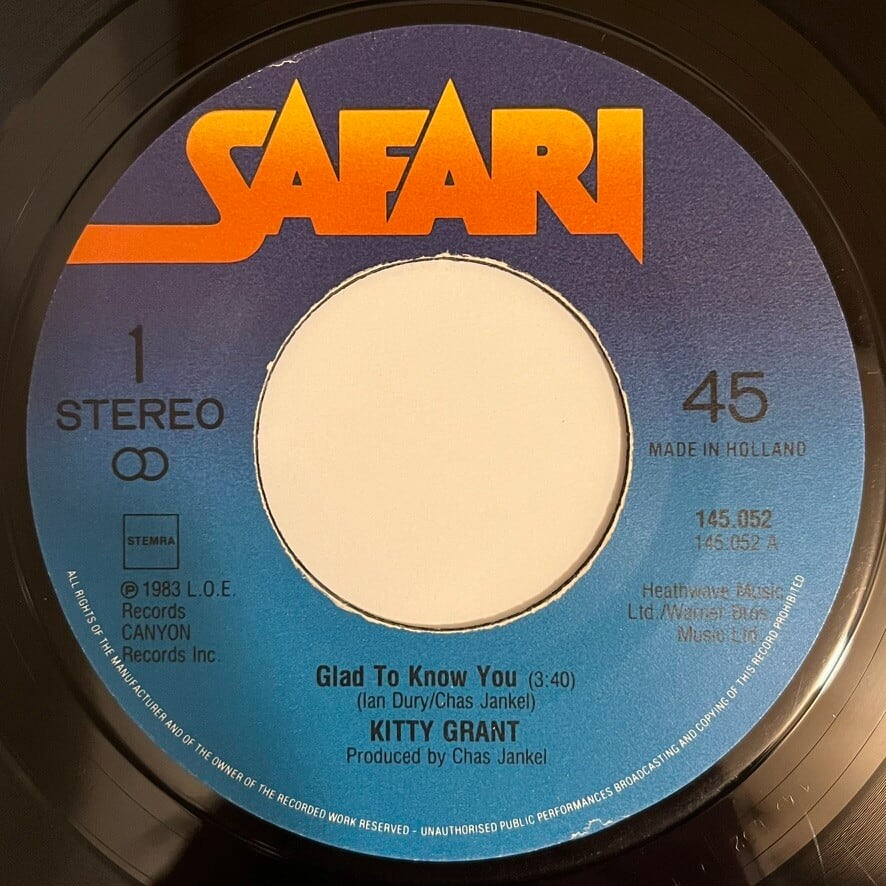 SAFARI
1
STEREO
45
MADE IN HOLLAND
STEMRA
145.052
145.052 A
℗ 1983 L.O.E.
Records
CANYON
Records Inc.
Heathwave Music
Ltd./Warner Bros
Music Ltd.
Glad To Know You (3:40)
(Ian Dury/Chas Jankel)
KITTY GRANT
Produced by Chas Jankel
ALL RIGHTS OF THE MANUFACTURER AND OF THE OWNER OF THE RECORDED WORK RESERVED - UNAUTHORISED PUBLIC PERFORMANCES BROADCASTING AND COPYING OF THIS RECORD PROHIBITED